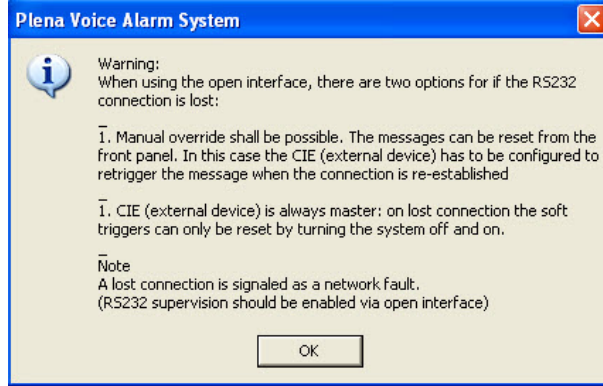 Plena Voice Alarm System
Warning:
When using the open interface, there are two options for if the RS232
connection is lost:
_
1. Manual override shall be possible. The messages can be reset from the
front panel. In this case the CIE (external device) has to be configured to
retrigger the message when the connection is re-established
_
1. CIE (external device) is always master: on lost connection the soft
triggers can only be reset by turning the system off and on.
_
Note
A lost connection is signaled as a network fault.
(RS232 supervision should be enabled via open interface)
OK